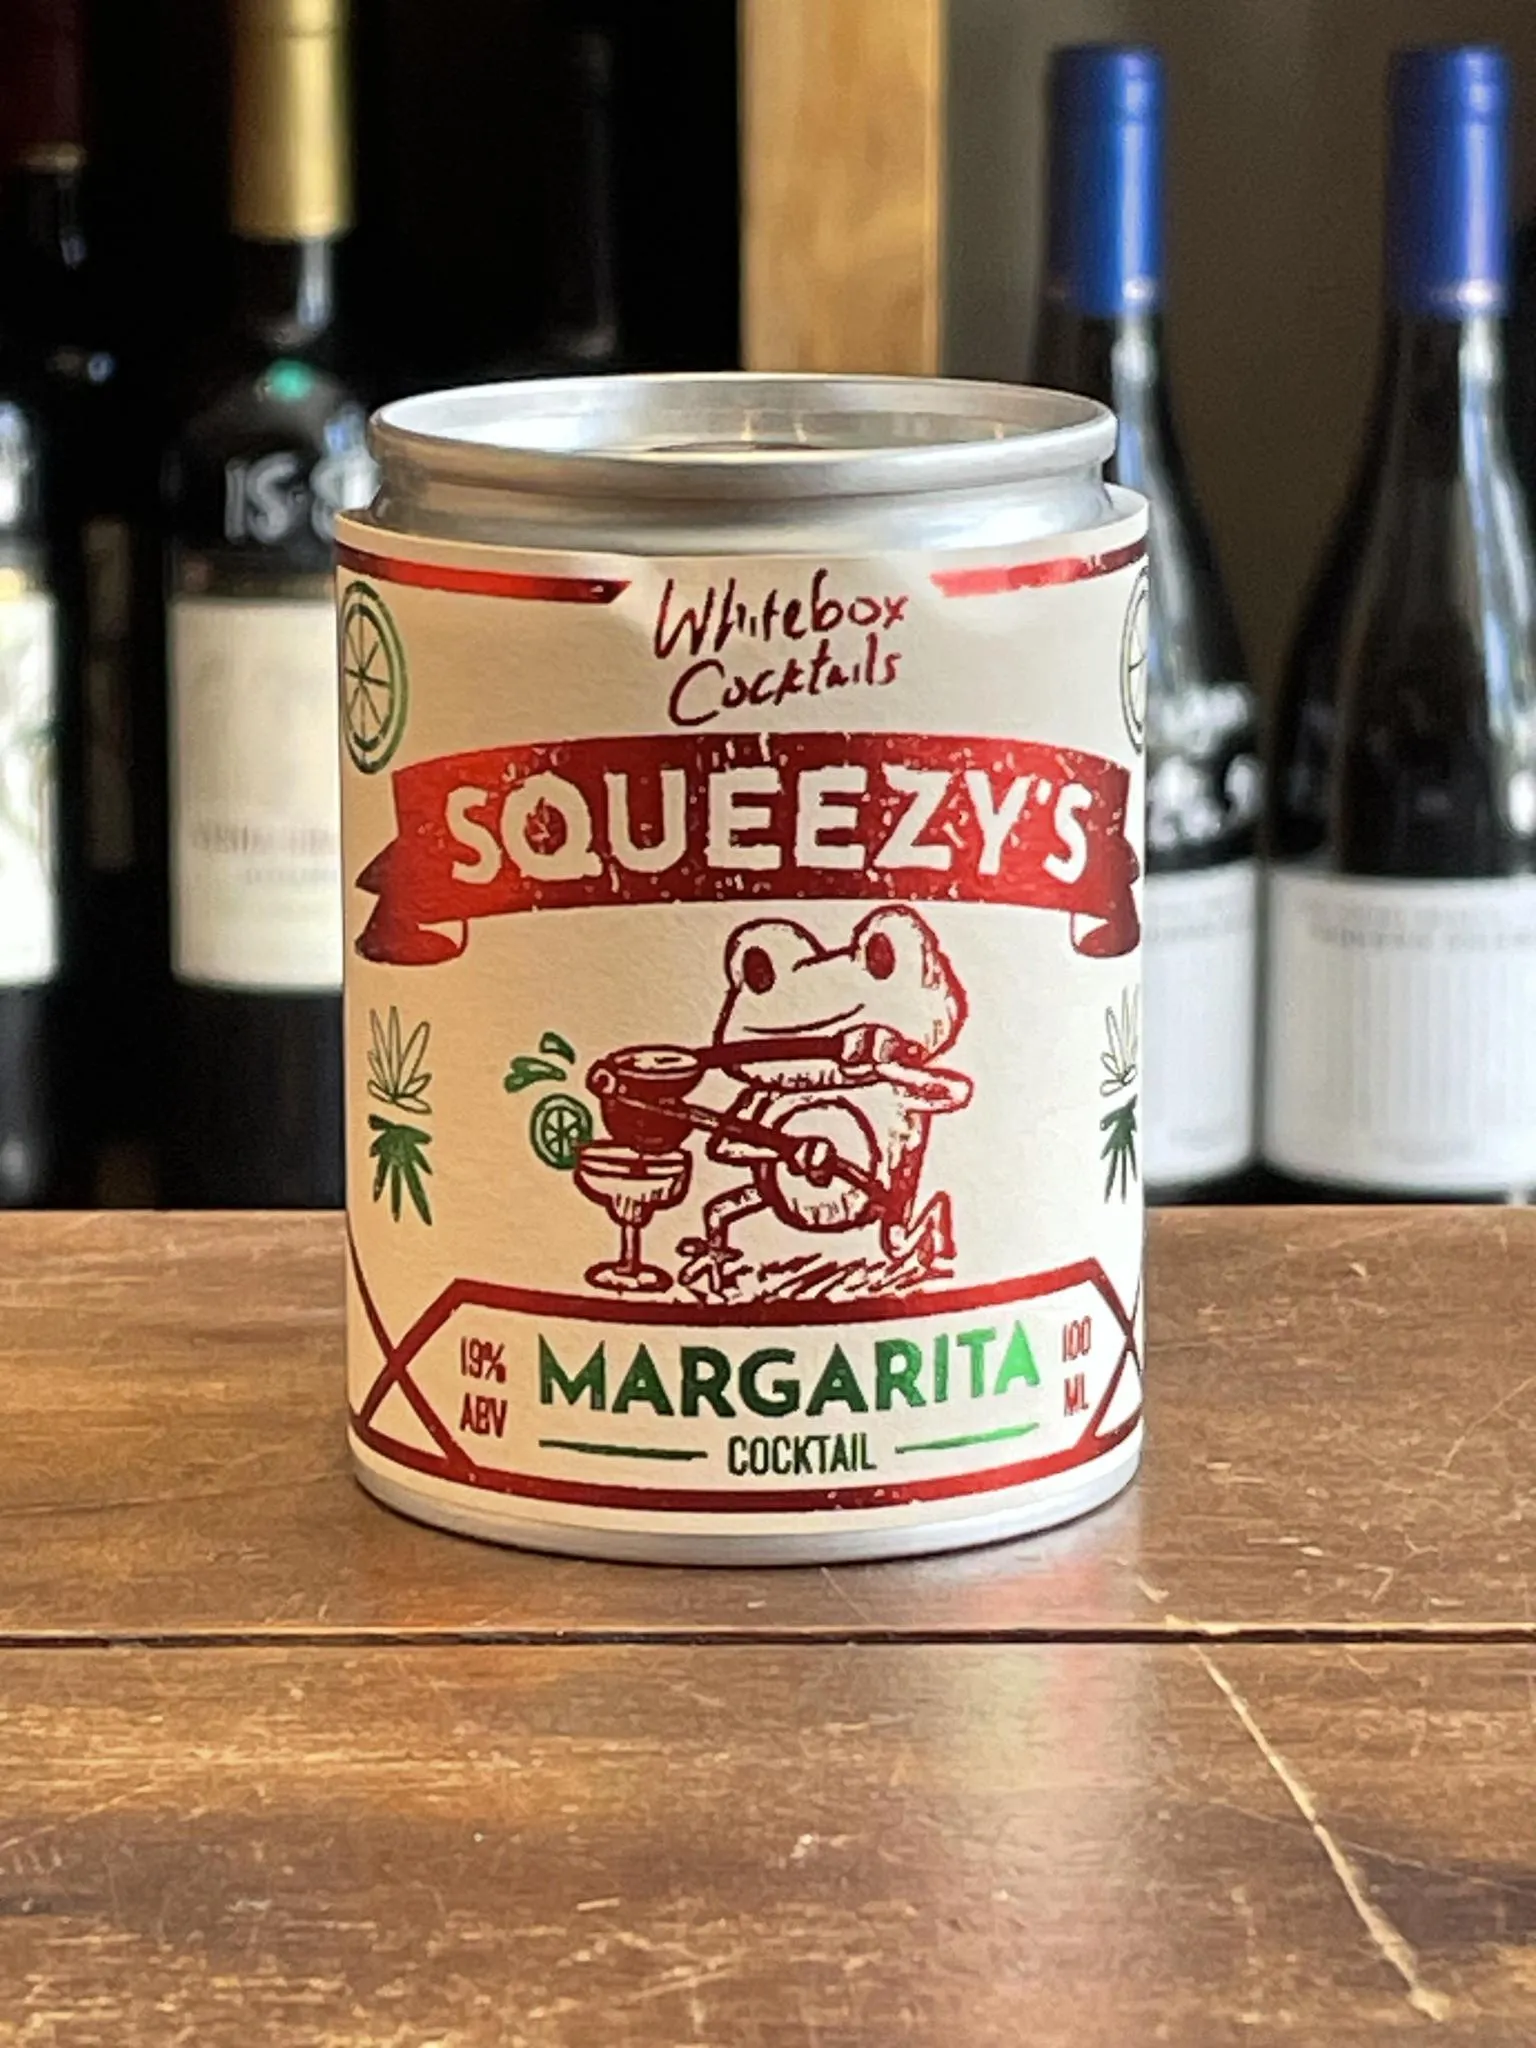 Whitebox
Cocktails
SQUEEZY'S
19%
ABV
MARGARITA
COCKTAIL
100
ML